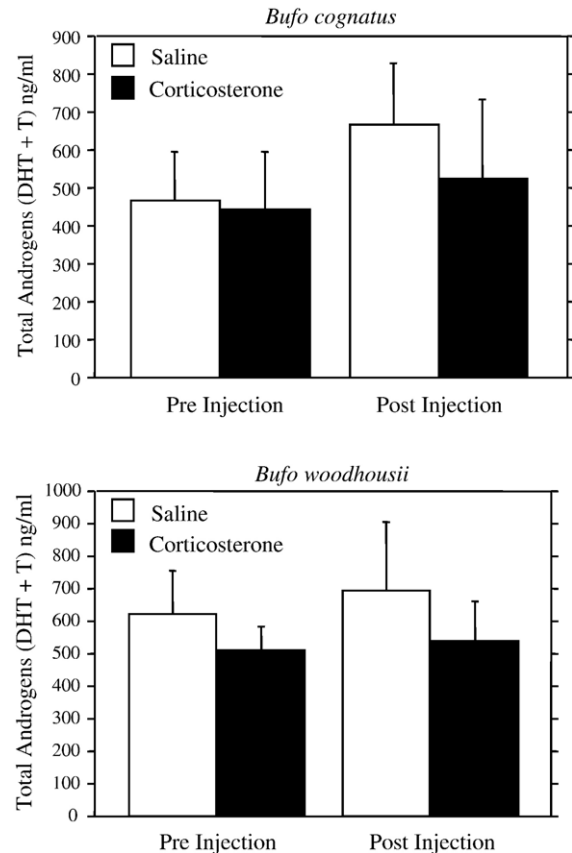 Bufo cognatus
Total Androgens (DHT + T) ng/ml
900
800
700
600
500
400
300
200
100
0
Saline
Corticosterone
Pre Injection Post Injection
Bufo woodhousii
Total Androgens (DHT + T) ng/ml
1000
900
800
700
600
500
400
300
200
100
0
Saline
Corticosterone
Pre Injection Post Injection